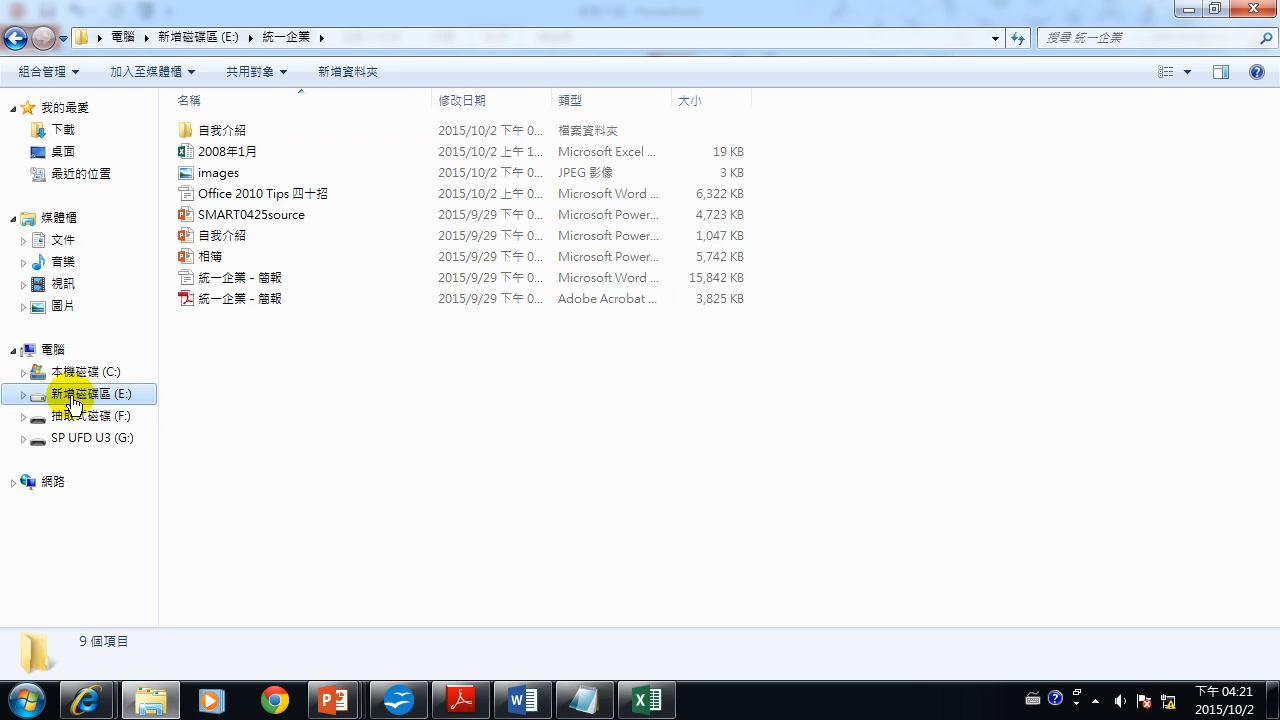 電腦 新增磁碟區 (E:) 統一企業 搜尋 統一企業
組合管理 加入至媒體櫃 共用對象 新增資料夾
我的最愛
下載
桌面
最近的位置
媒體櫃
文件
音樂
視訊
圖片
電腦
本機磁碟 (C:)
新增磁碟區 (E:)
抽取式磁碟 (F:)
SP UFD U3 (G:)
網路
名稱 修改日期 類型 大小
自我介紹 2015/10/2 下午 0... 檔案資料夾
2008年1月 2015/10/2 上午 1... Microsoft Excel ... 19 KB
images 2015/10/2 下午 0... JPEG 影像 3 KB
Office 2010 Tips 四十招 2015/10/2 上午 0... Microsoft Word ... 6,322 KB
SMART0425source 2015/9/29 下午 0... Microsoft Power... 4,723 KB
自我介紹 2015/9/29 下午 0... Microsoft Power... 1,047 KB
相簿 2015/9/29 下午 0... Microsoft Power... 5,742 KB
統一企業 - 簡報 2015/9/29 下午 0... Microsoft Word ... 15,842 KB
統一企業 - 簡報 2015/9/29 下午 0... Adobe Acrobat ... 3,825 KB
9 個項目
下午 04:21
2015/10/2